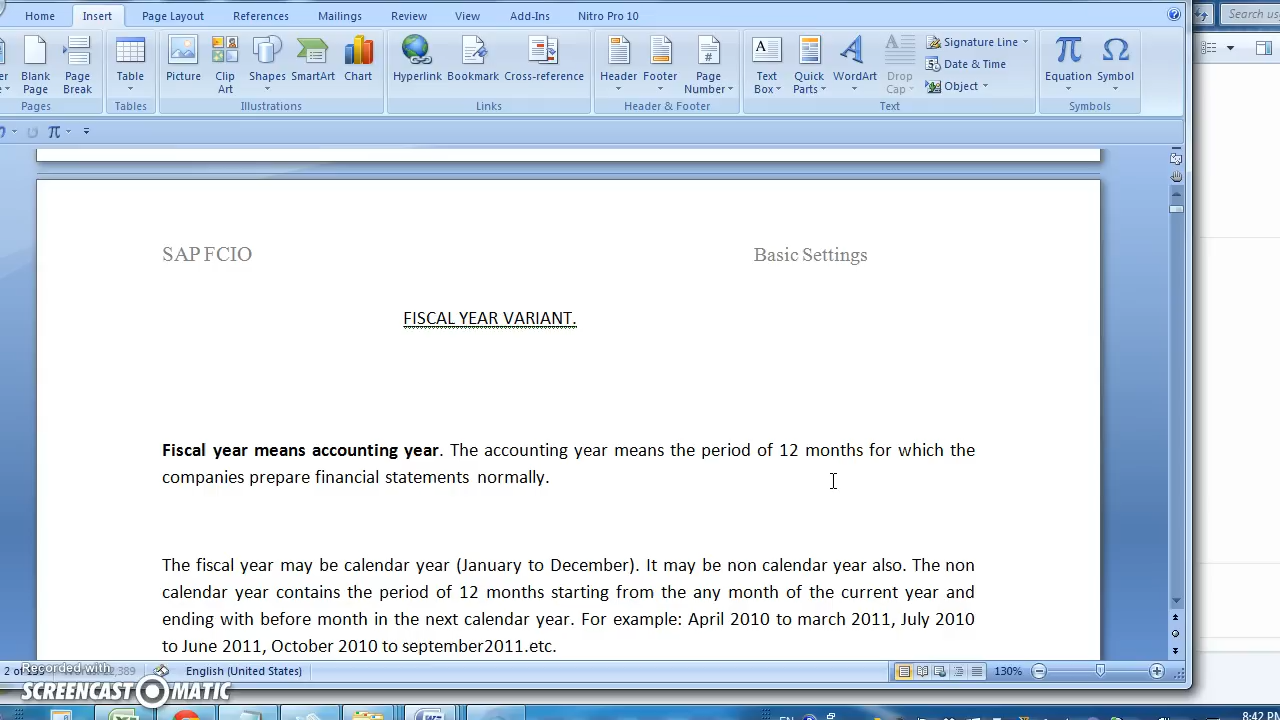 Home Insert Page Layout References Mailings Review View Add-Ins Nitro Pro 10
Search us
Blank Page
Page Break
Table
Picture
Clip Art
Shapes
SmartArt
Chart
Hyperlink
Bookmark
Cross-reference
Header
Footer
Page Number
Text Box
Quick Parts
WordArt
Drop Cap
Signature Line
Date & Time
Object
Equation
Symbol
Pages Tables Illustrations Links Header & Footer Text Symbols
SAP FCIO Basic Settings
FISCAL YEAR VARIANT.
Fiscal year means accounting year. The accounting year means the period of 12 months for which the
companies prepare financial statements normally.
The fiscal year may be calendar year (January to December). It may be non calendar year also. The non
calendar year contains the period of 12 months starting from the any month of the current year and
ending with before month in the next calendar year. For example: April 2010 to march 2011, July 2010
to June 2011, October 2010 to september2011.etc.
English (United States) 130%
Recorded with
SCREENCAST MATIC
EN 8:42 PM